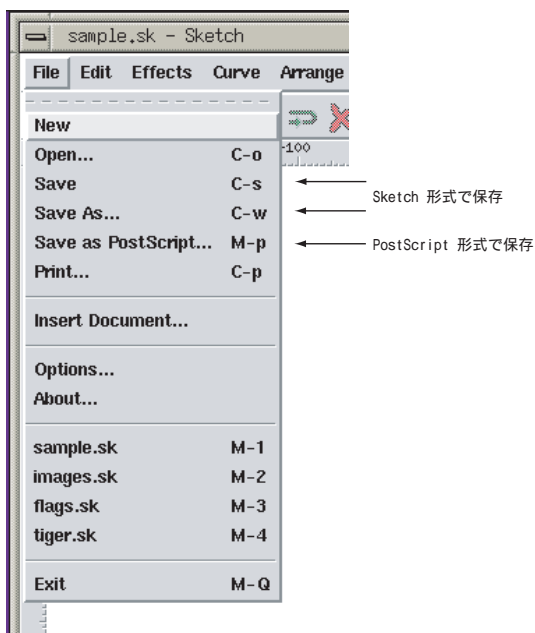 sample.sk - Sketch
File Edit Effects Curve Arrange
New
-100
Open... C-o
Save C-s
Sketch 形式で保存
Save As... C-w
Save as PostScript... M-p
PostScript 形式で保存
Print... C-p
Insert Document...
Options...
About...
sample.sk M-1
images.sk M-2
flags.sk M-3
tiger.sk M-4
Exit M-Q